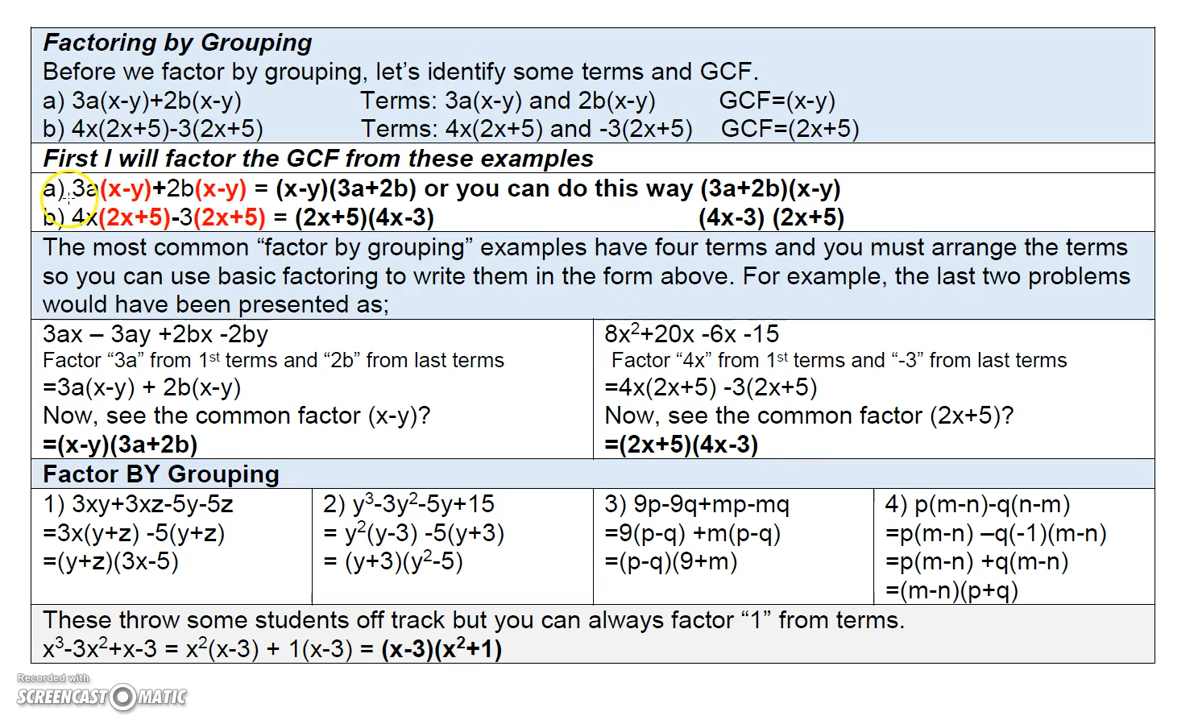 Factoring by Grouping
Before we factor by grouping, let's identify some terms and GCF.
a) 3a(x-y)+2b(x-y) Terms: 3a(x-y) and 2b(x-y) GCF=(x-y)
b) 4x(2x+5)-3(2x+5) Terms: 4x(2x+5) and -3(2x+5) GCF=(2x+5)
First I will factor the GCF from these examples
a) 3a(x-y)+2b(x-y) = (x-y)(3a+2b) or you can do this way (3a+2b)(x-y)
b) 4x(2x+5)-3(2x+5) = (2x+5)(4x-3) (4x-3) (2x+5)
The most common “factor by grouping” examples have four terms and you must arrange the terms
so you can use basic factoring to write them in the form above. For example, the last two problems
would have been presented as;
3ax – 3ay +2bx -2by
Factor “3a” from 1st terms and “2b” from last terms
=3a(x-y) + 2b(x-y)
Now, see the common factor (x-y)?
=(x-y)(3a+2b)
8x²+20x -6x -15
Factor “4x” from 1st terms and “-3” from last terms
=4x(2x+5) -3(2x+5)
Now, see the common factor (2x+5)?
=(2x+5)(4x-3)
Factor BY Grouping
1) 3xy+3xz-5y-5z
=3x(y+z) -5(y+z)
=(y+z)(3x-5)
2) y³-3y²-5y+15
= y²(y-3) -5(y+3)
= (y+3)(y²-5)
3) 9p-9q+mp-mq
=9(p-q) +m(p-q)
=(p-q)(9+m)
4) p(m-n)-q(n-m)
=p(m-n) –q(-1)(m-n)
=p(m-n) +q(m-n)
=(m-n)(p+q)
These throw some students off track but you can always factor “1” from terms.
x³-3x²+x-3 = x²(x-3) + 1(x-3) = (x-3)(x²+1)
Recorded with
SCREENCAST MATIC